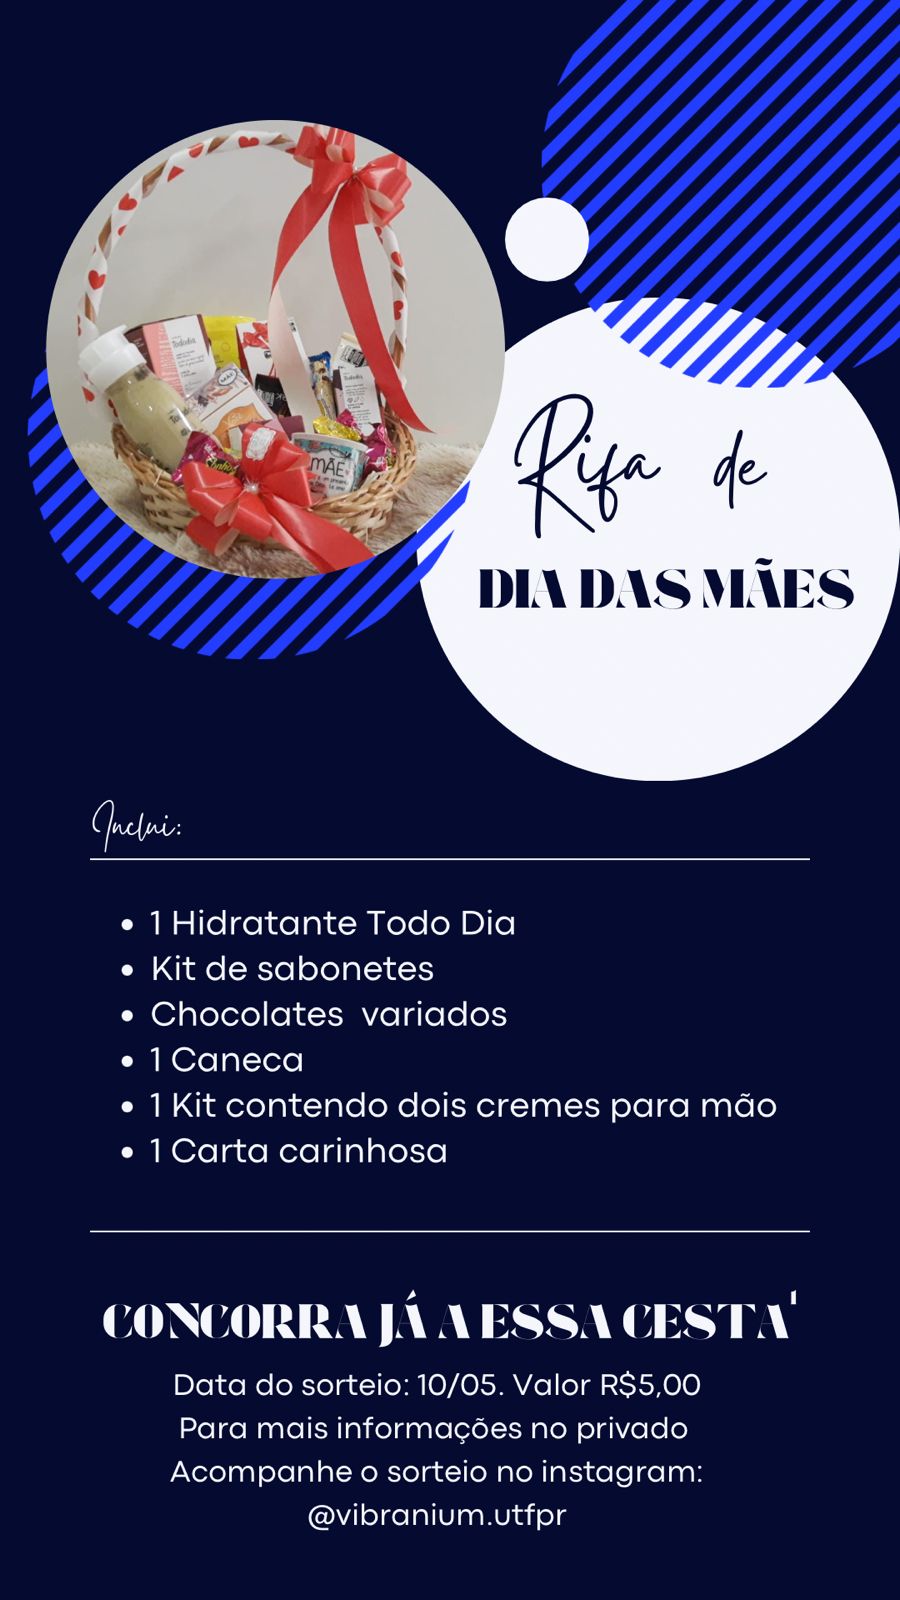 Tododia
MÃE
Rifa de
DIA DAS MÃES
Inclui:
1 Hidratante Todo Dia
Kit de sabonetes
Chocolates variados
1 Caneca
1 Kit contendo dois cremes para mão
1 Carta carinhosa
CONCORRA JÁ A ESSA CESTA'
Data do sorteio: 10/05. Valor R$5,00
Para mais informações no privado
Acompanhe o sorteio no instagram:
@vibranium.utfpr